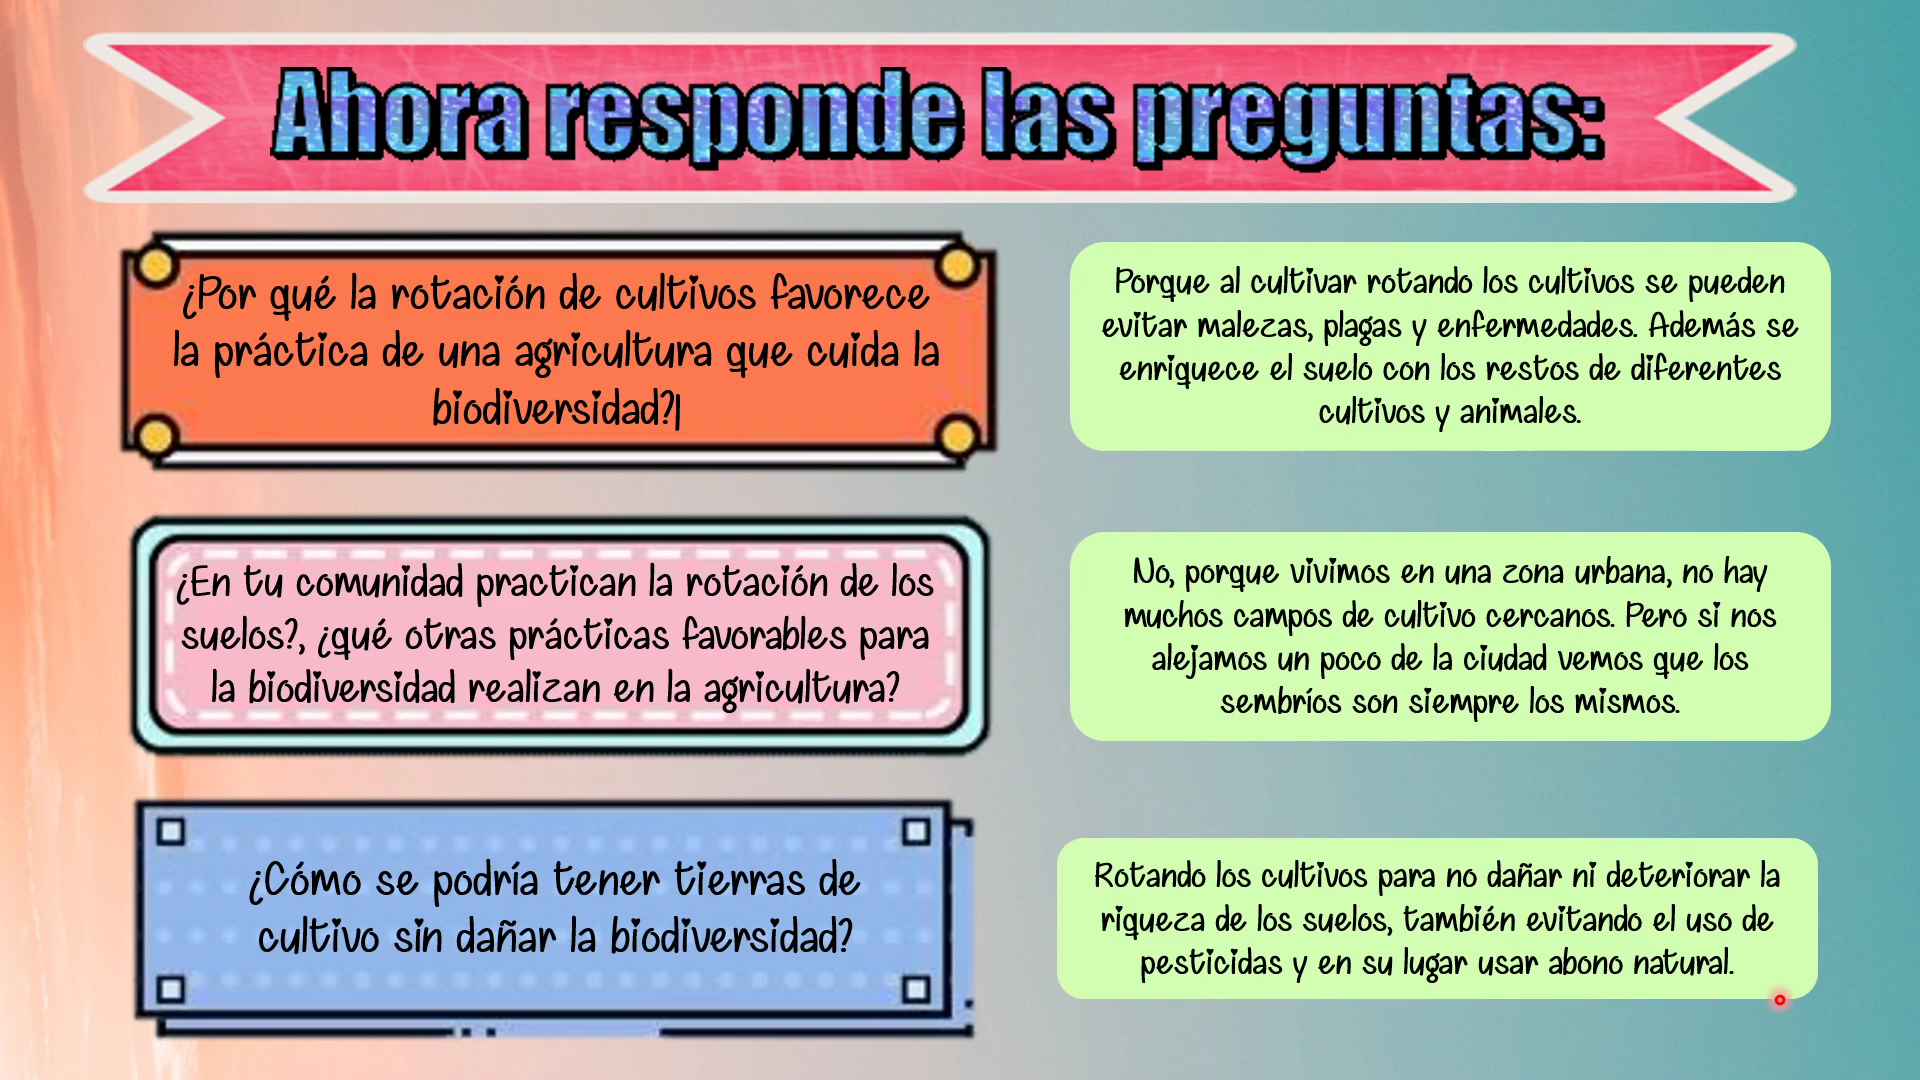 Ahora responde las preguntas:
¿Por qué la rotación de cultivos favorece
la práctica de una agricultura que cuida la
biodiversidad?|
Porque al cultivar rotando los cultivos se pueden
evitar malezas, plagas y enfermedades. Además se
enriquece el suelo con los restos de diferentes
cultivos y animales.
¿En tu comunidad practican la rotación de los
suelos?, ¿qué otras prácticas favorables para
la biodiversidad realizan en la agricultura?
No, porque vivimos en una zona urbana, no hay
muchos campos de cultivo cercanos. Pero si nos
alejamos un poco de la ciudad vemos que los
sembríos son siempre los mismos.
¿Cómo se podría tener tierras de
cultivo sin dañar la biodiversidad?
Rotando los cultivos para no dañar ni deteriorar la
riqueza de los suelos, también evitando el uso de
pesticidas y en su lugar usar abono natural.